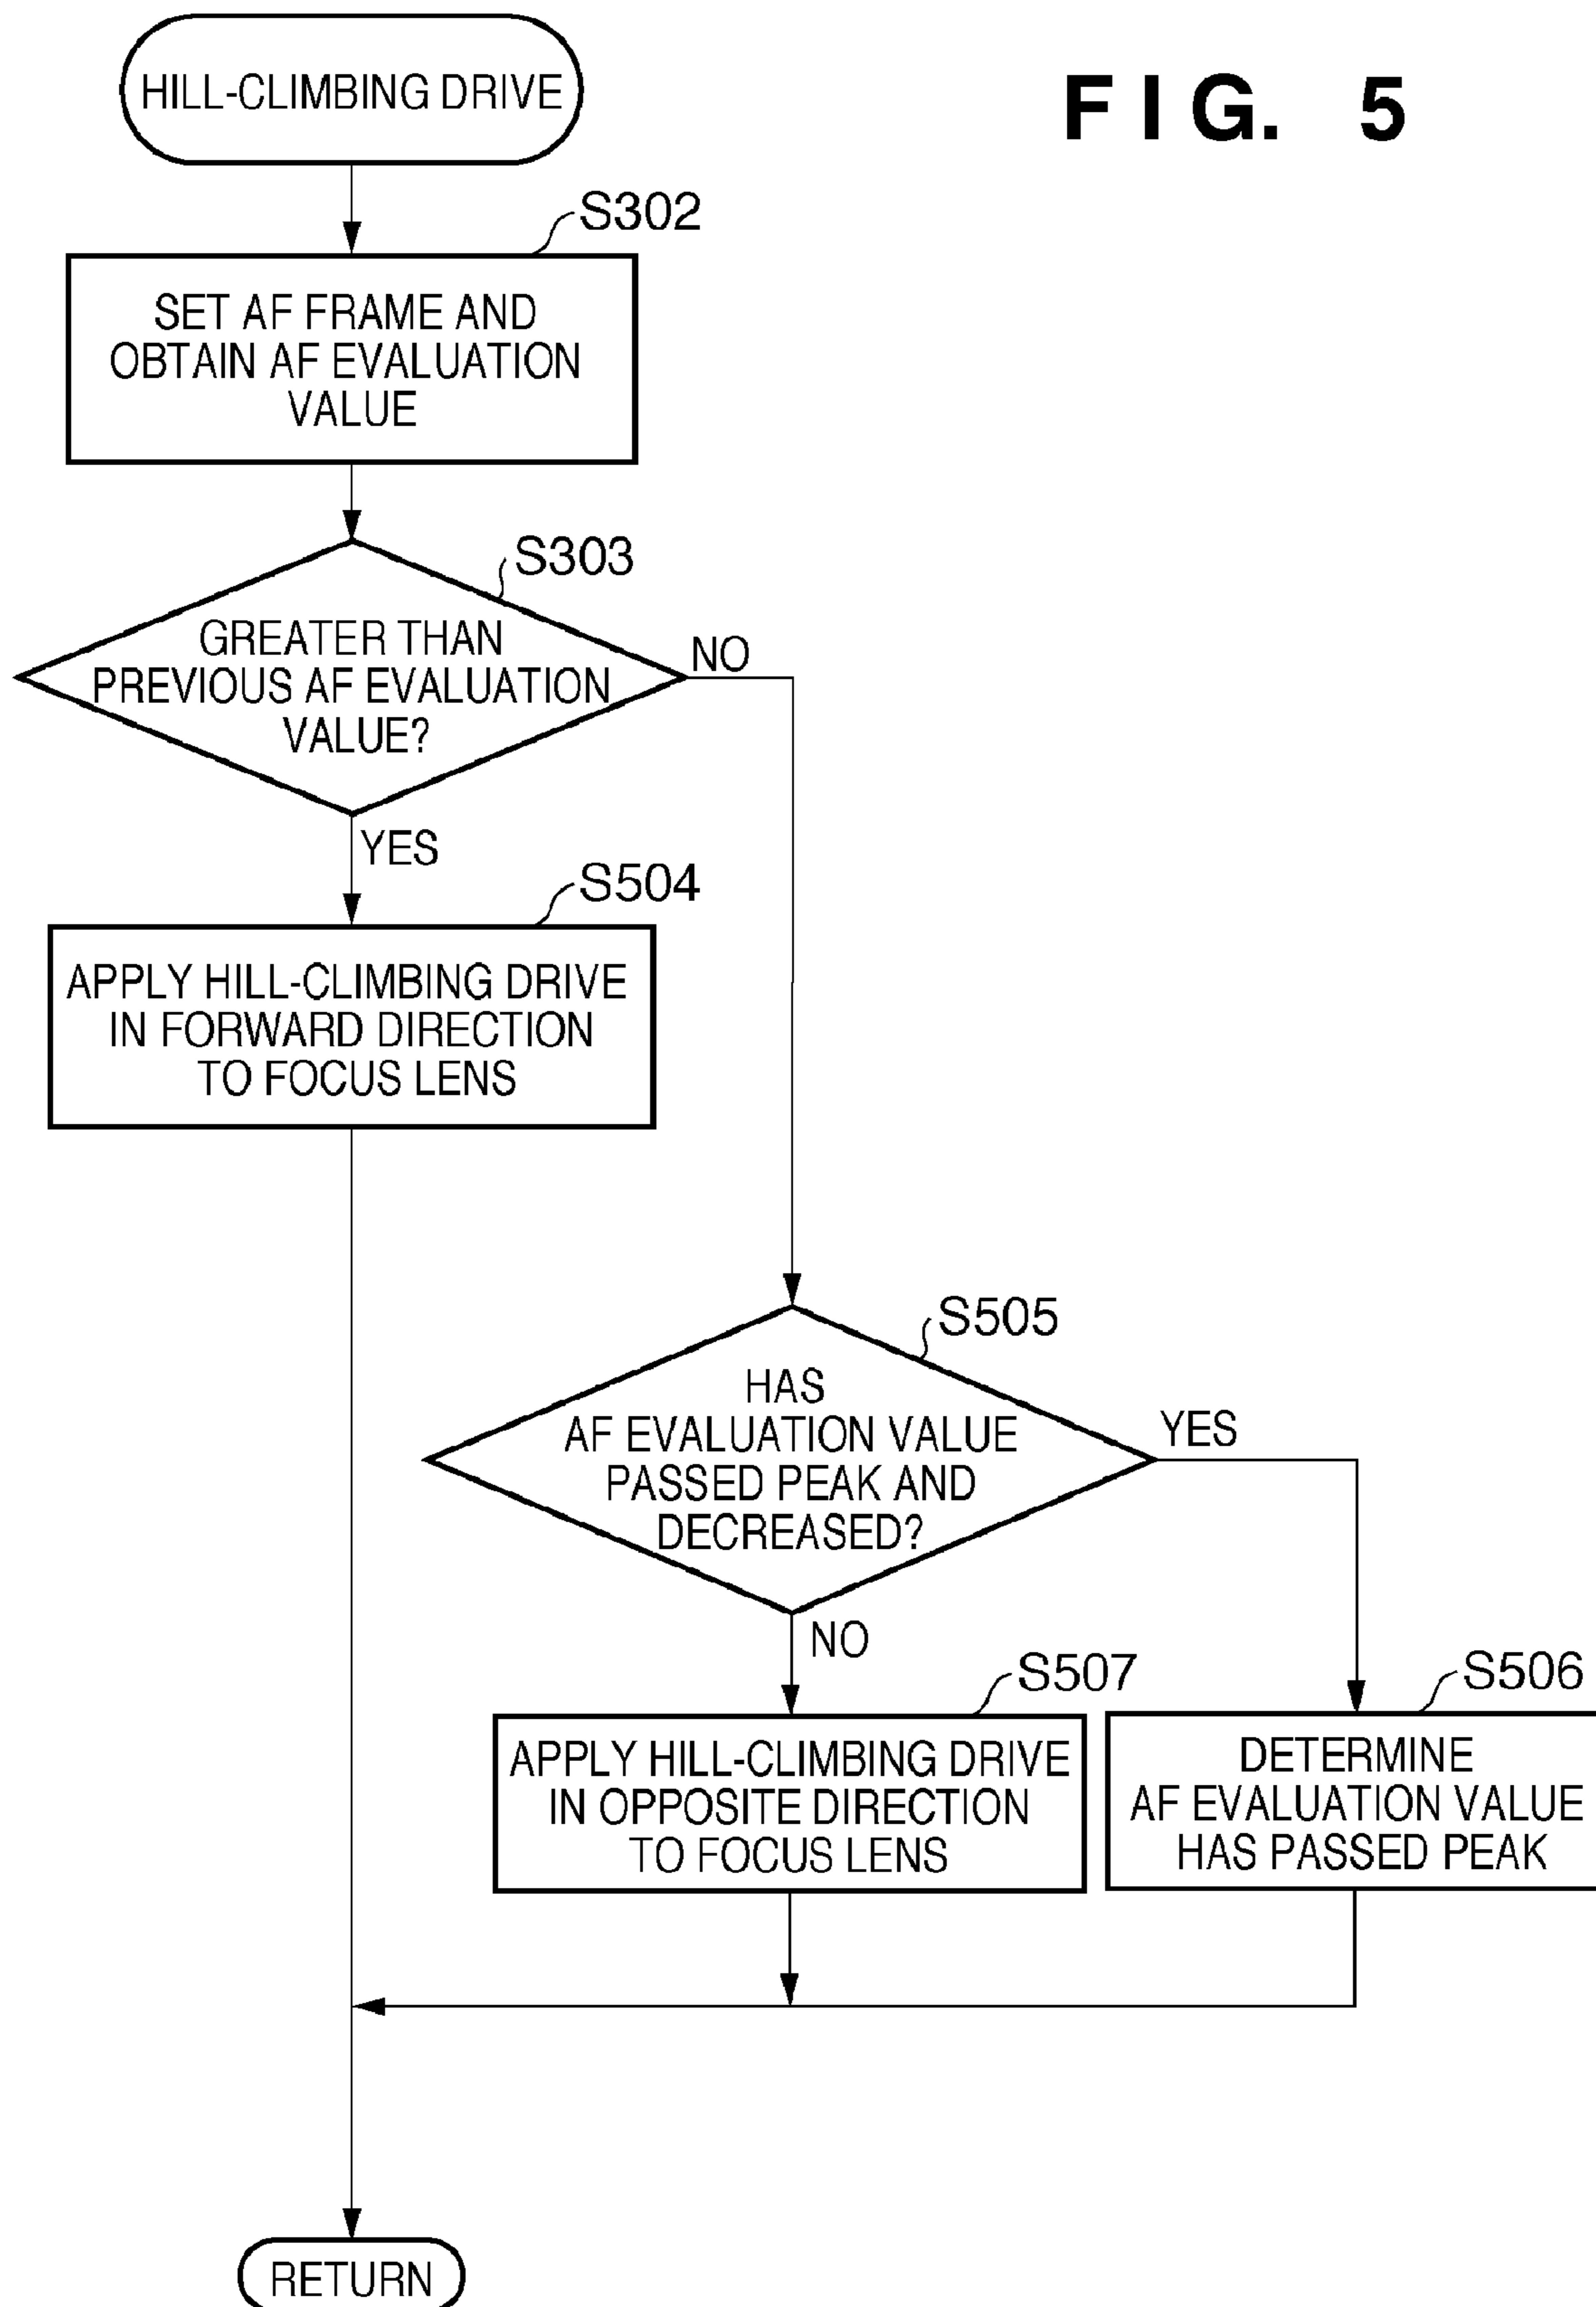 HILL-CLIMBING DRIVE
FIG. 5
S302
SET AF FRAME AND
OBTAIN AF EVALUATION
VALUE
S303
GREATER THAN
PREVIOUS AF EVALUATION
VALUE?
NO
YES
S504
APPLY HILL-CLIMBING DRIVE
IN FORWARD DIRECTION
TO FOCUS LENS
S505
HAS
AF EVALUATION VALUE
PASSED PEAK AND
DECREASED?
YES
NO
S507
APPLY HILL-CLIMBING DRIVE
IN OPPOSITE DIRECTION
TO FOCUS LENS
S506
DETERMINE
AF EVALUATION VALUE
HAS PASSED PEAK
RETURN